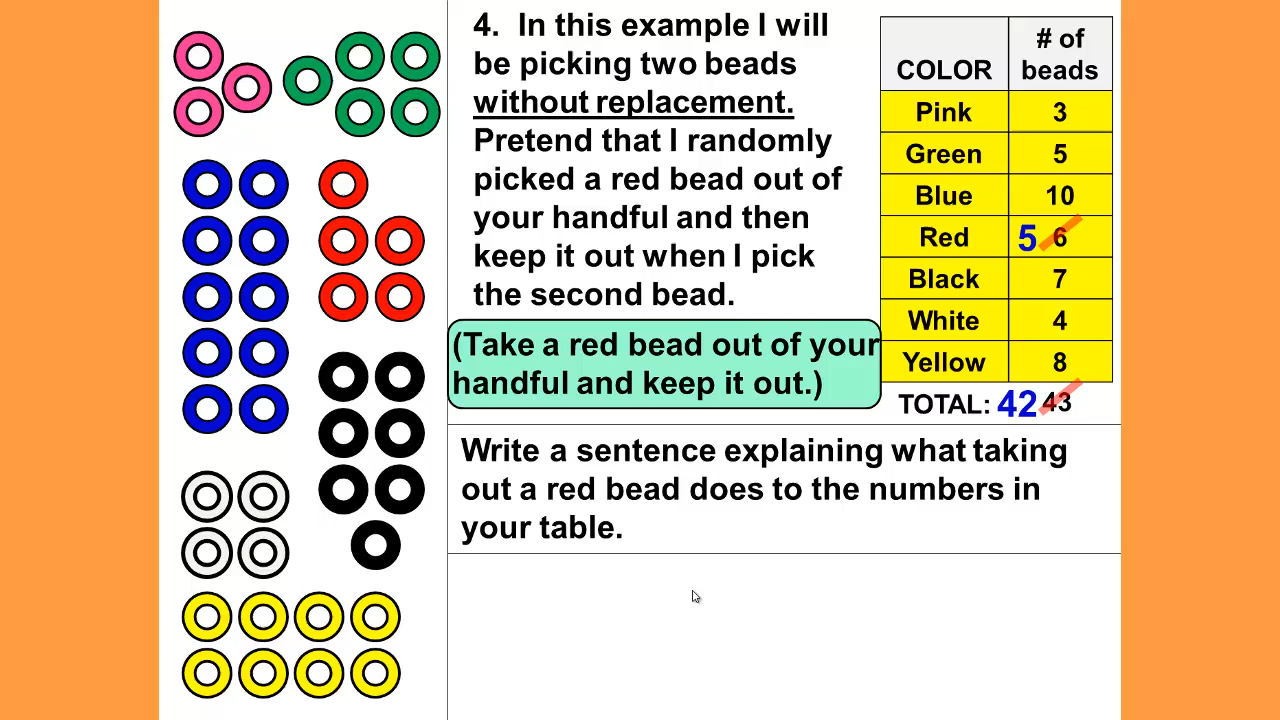 4. In this example I will
be picking two beads
without replacement.
Pretend that I randomly
picked a red bead out of
your handful and then
keep it out when I pick
the second bead.
(Take a red bead out of your
handful and keep it out.)
COLOR # of beads
Pink 3
Green 5
Blue 10
Red 5 6
Black 7
White 4
Yellow 8
TOTAL: 42 43
Write a sentence explaining what taking
out a red bead does to the numbers in
your table.